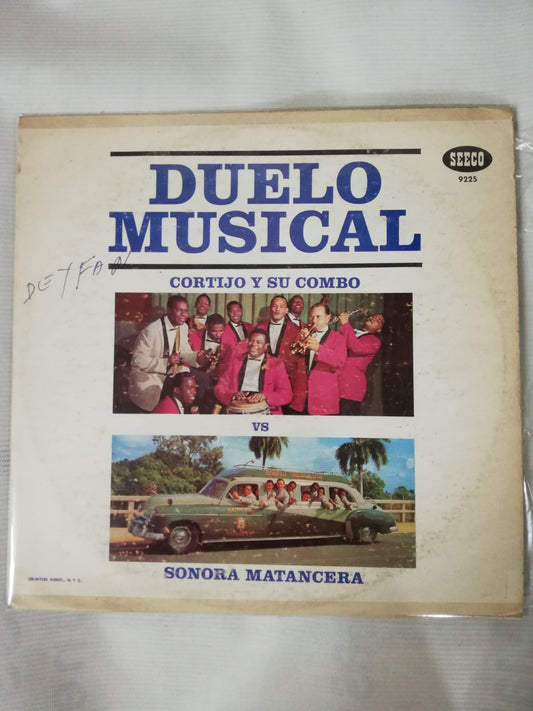 SEECO
9225
DUELO
MUSICAL
CORTIJO Y SU COMBO
VS
SONORA MATANCERA